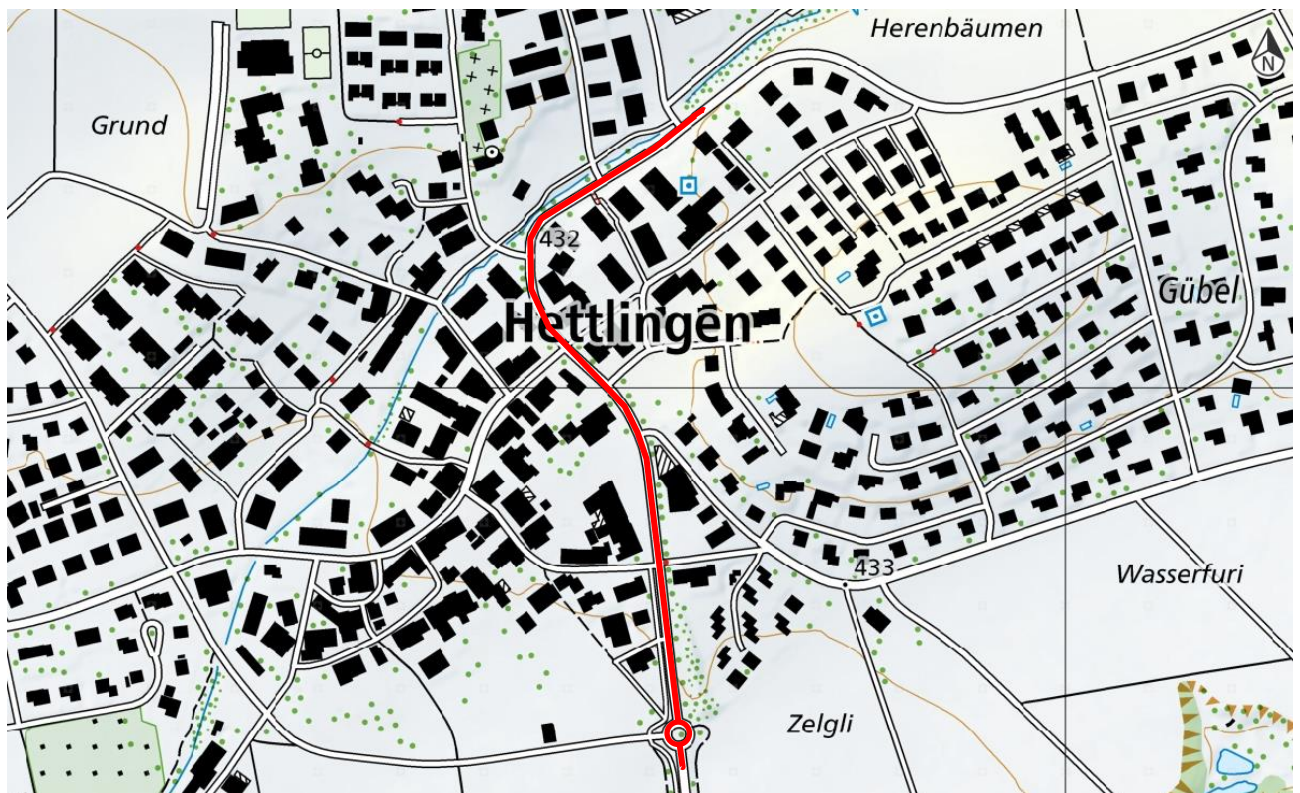 Herenbäumen
N
Grund
432
Hettlingen
Gübel
433
Wasserfuri
Zelgli